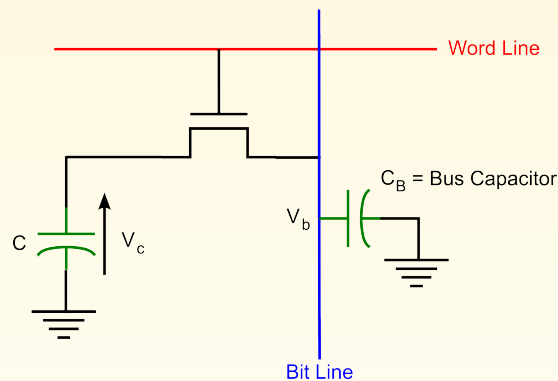 Word Line
C_B = Bus Capacitor
V_b
C
V_c
Bit Line